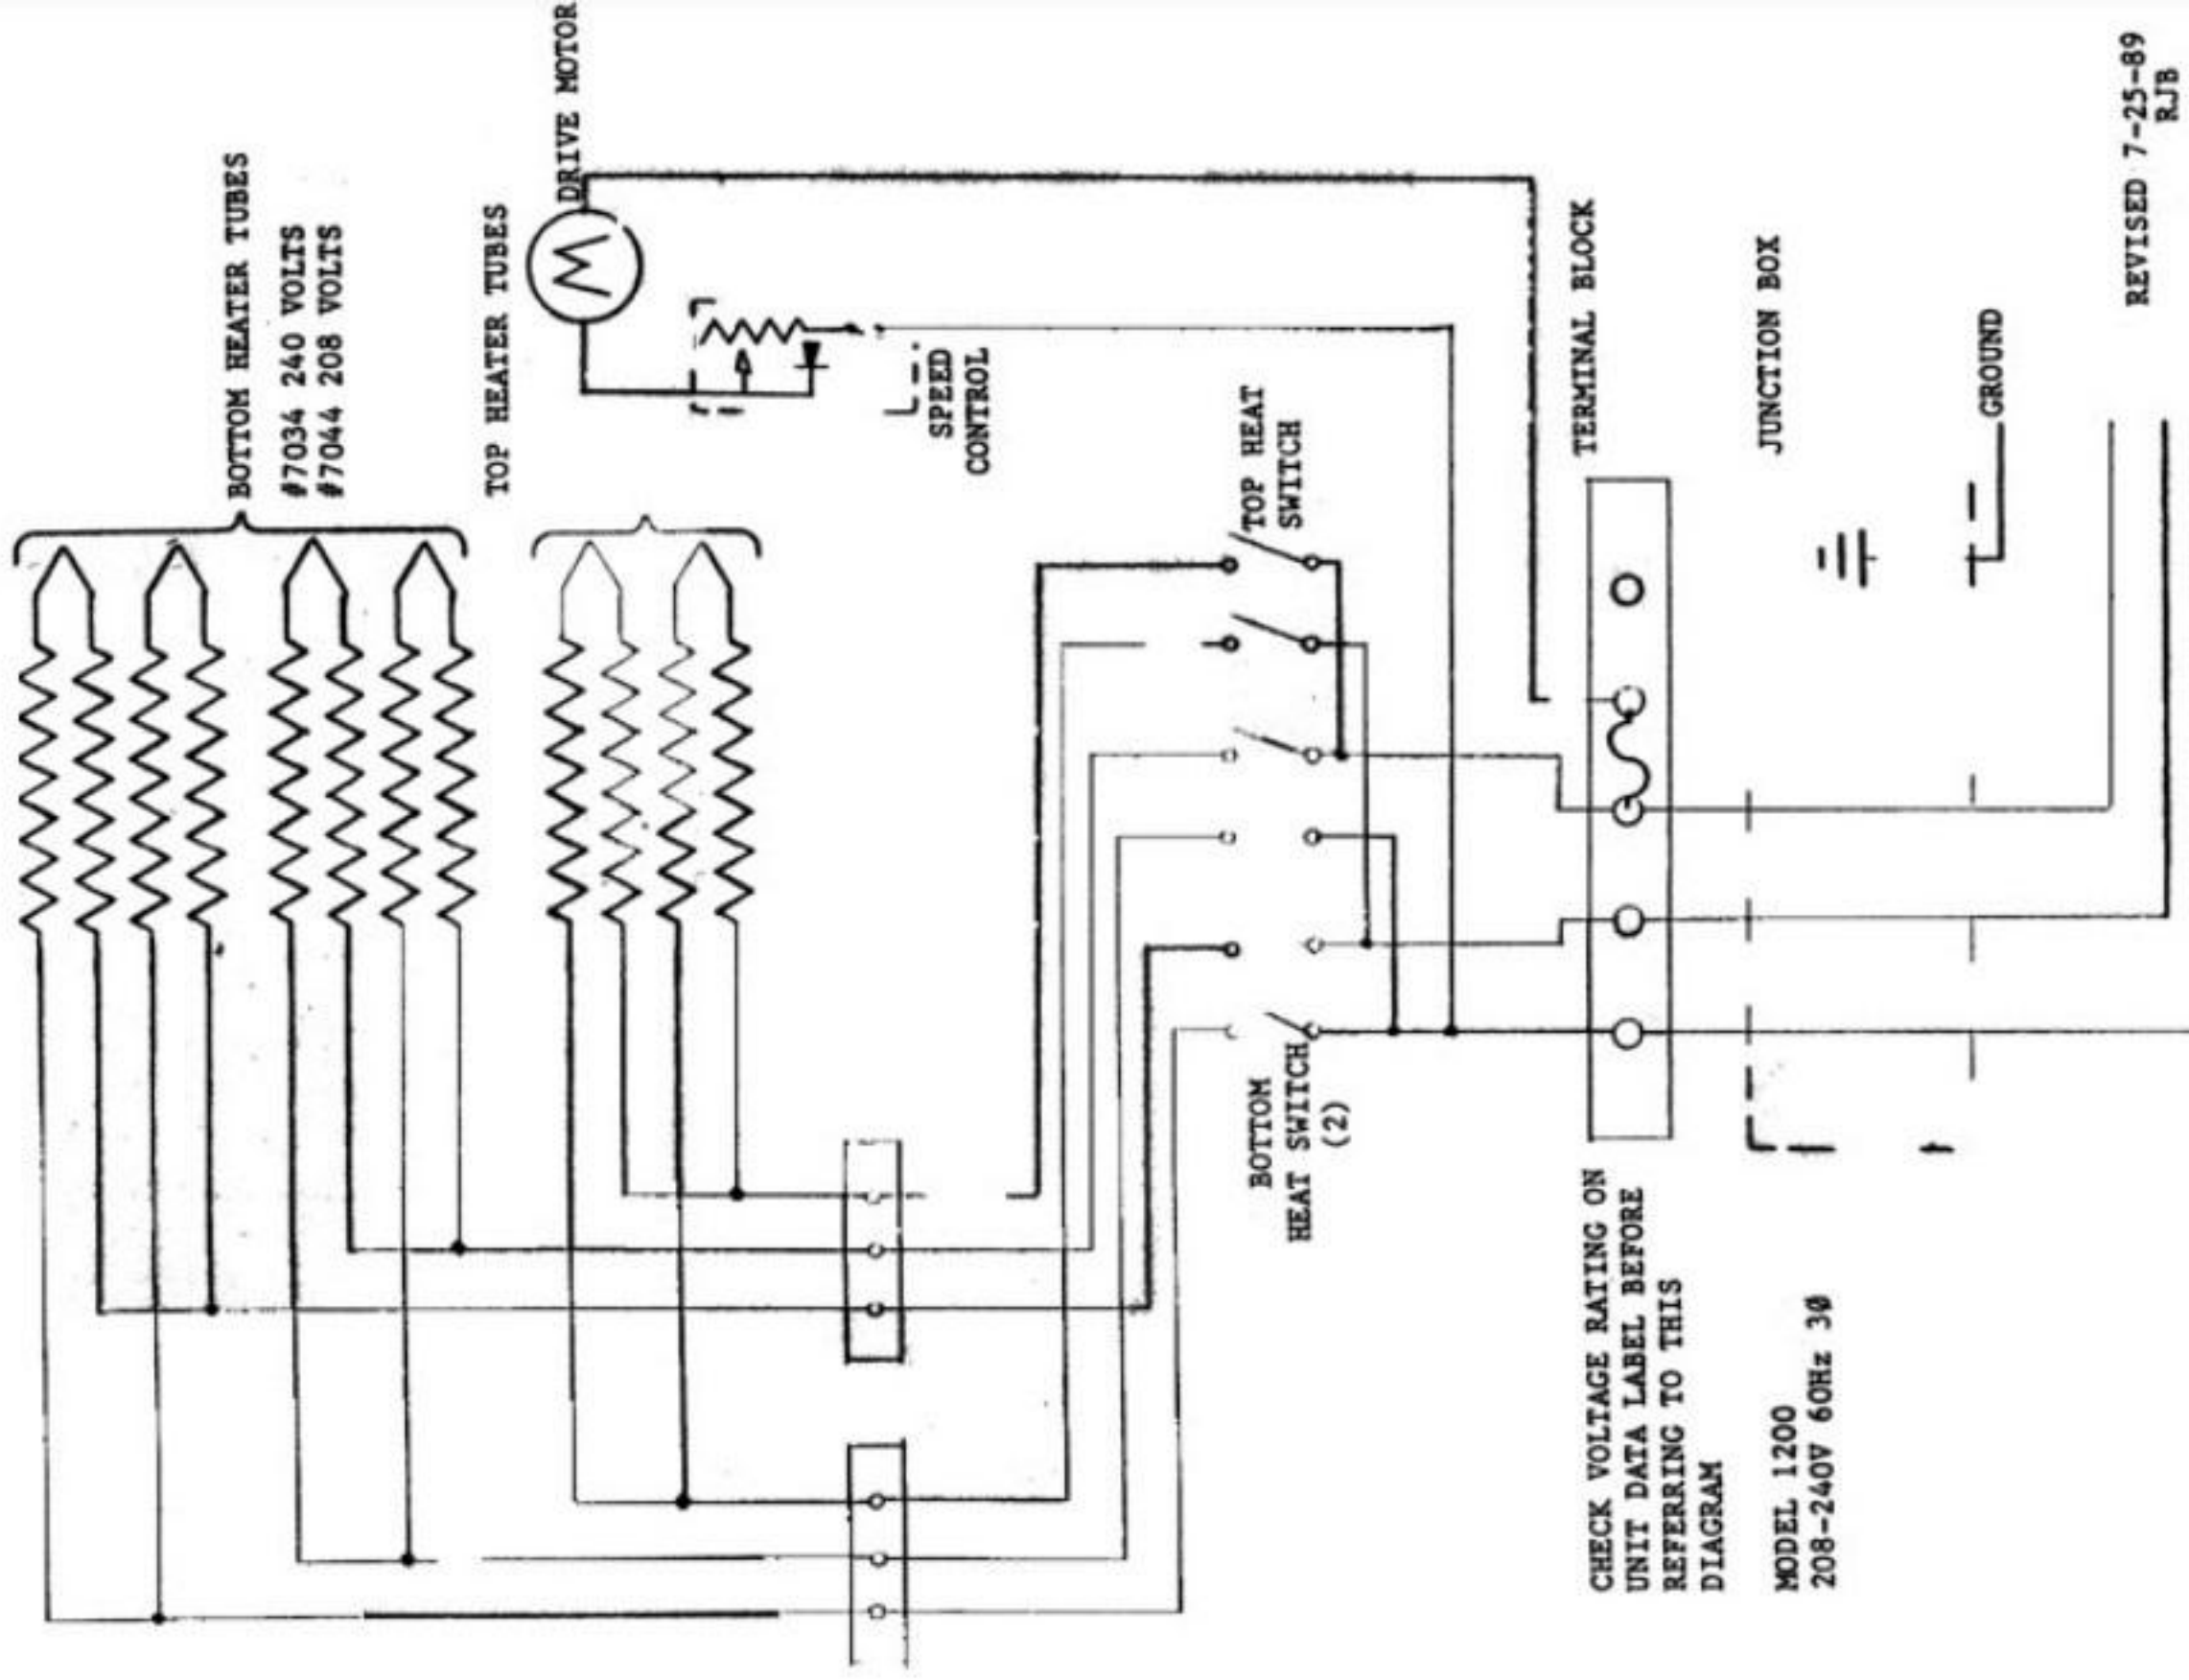 BOTTOM HEATER TUBES
#7034 240 VOLTS
#7044 208 VOLTS
TOP HEATER TUBES
DRIVE MOTOR
M
SPEED
CONTROL
TOP HEAT
SWITCH
BOTTOM
HEAT SWITCH
(2)
TERMINAL BLOCK
JUNCTION BOX
GROUND
CHECK VOLTAGE RATING ON
UNIT DATA LABEL BEFORE
REFERRING TO THIS
DIAGRAM
MODEL 1200
208-240V 60Hz 3Ø
REVISED 7-25-89
RJB